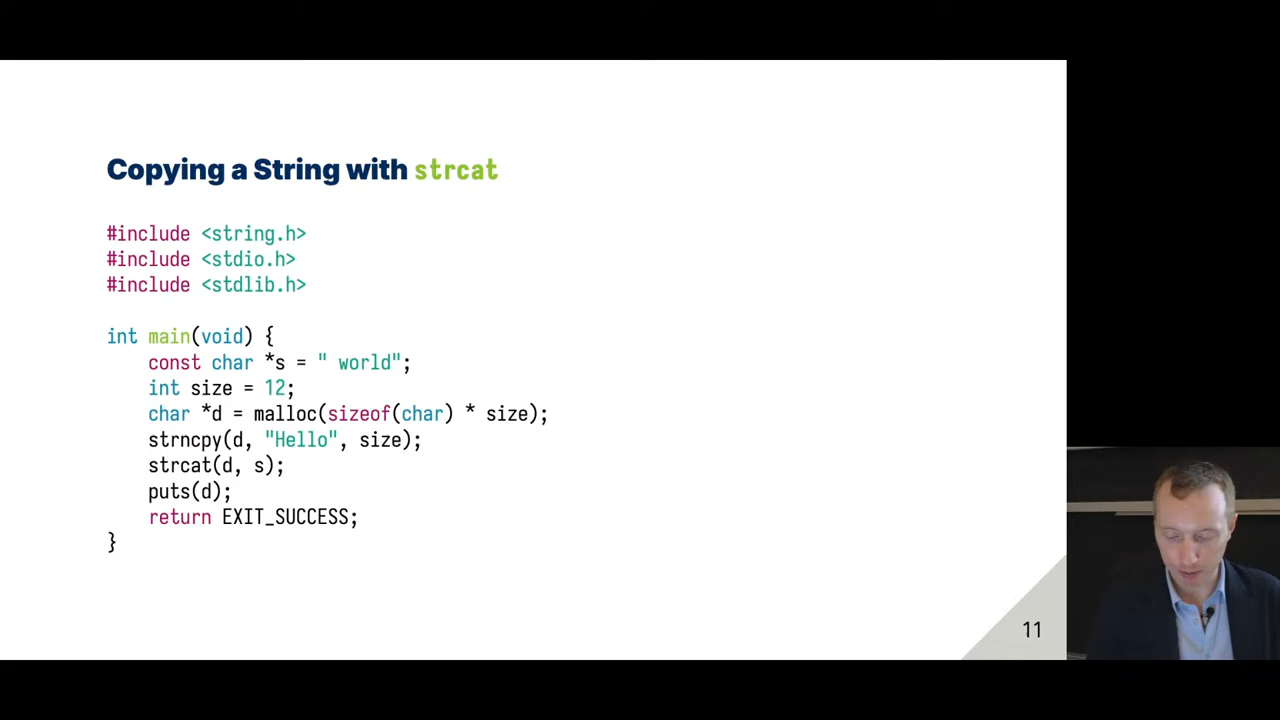 Copying a String with strcat
#include <string.h>
#include <stdio.h>
#include <stdlib.h>
int main(void) {
    const char *s = " world";
    int size = 12;
    char *d = malloc(sizeof(char) * size);
    strncpy(d, "Hello", size);
    strcat(d, s);
    puts(d);
    return EXIT_SUCCESS;
}
11